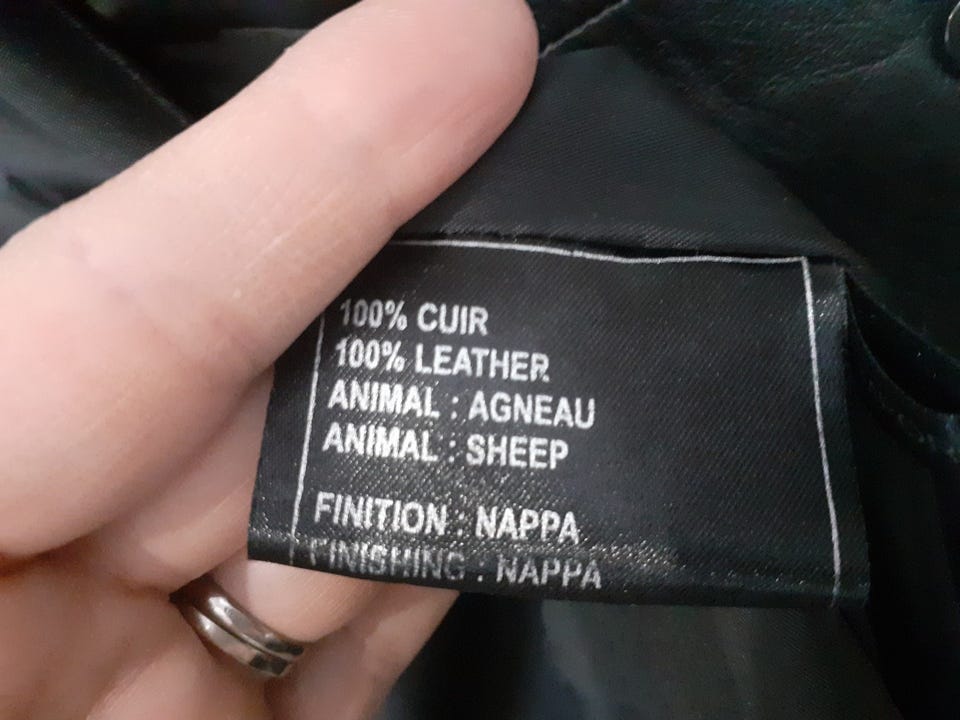 100% CUIR
100% LEATHER
ANIMAL : AGNEAU
ANIMAL : SHEEP
FINITION : NAPPA
FINISHING : NAPPA